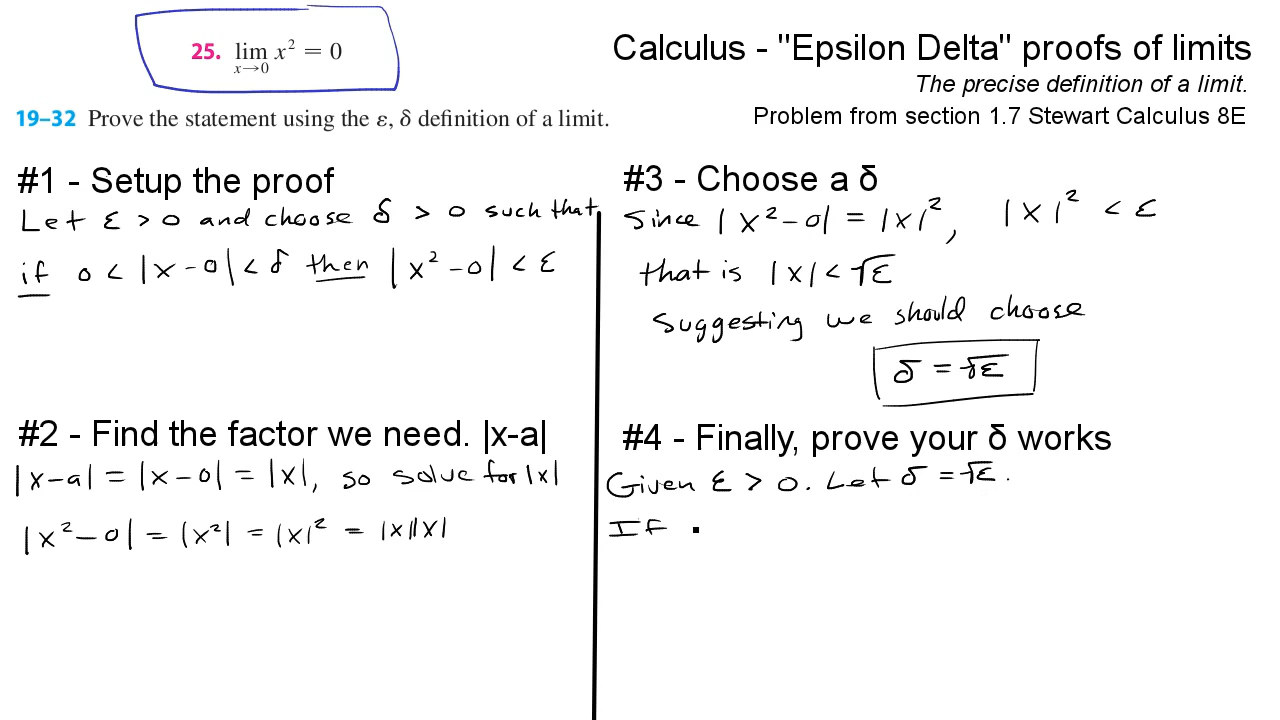 25. lim x² = 0
x→0
Calculus - "Epsilon Delta" proofs of limits
The precise definition of a limit.
19–32 Prove the statement using the ε, δ definition of a limit.
Problem from section 1.7 Stewart Calculus 8E
#1 - Setup the proof
Let ε > 0 and choose δ > 0 such that
if 0 < |x - 0| < δ then |x² - 0| < ε
#2 - Find the factor we need. |x-a|
|x-a| = |x-0| = |x|, so solve for |x|
|x² - 0| = |x²| = |x|² = |x||x|
#3 - Choose a δ
Since |x² - 0| = |x|², |x|² < ε
that is |x| < √ε
suggesting we should choose
δ = √ε
#4 - Finally, prove your δ works
Given ε > 0. Let δ = √ε.
If